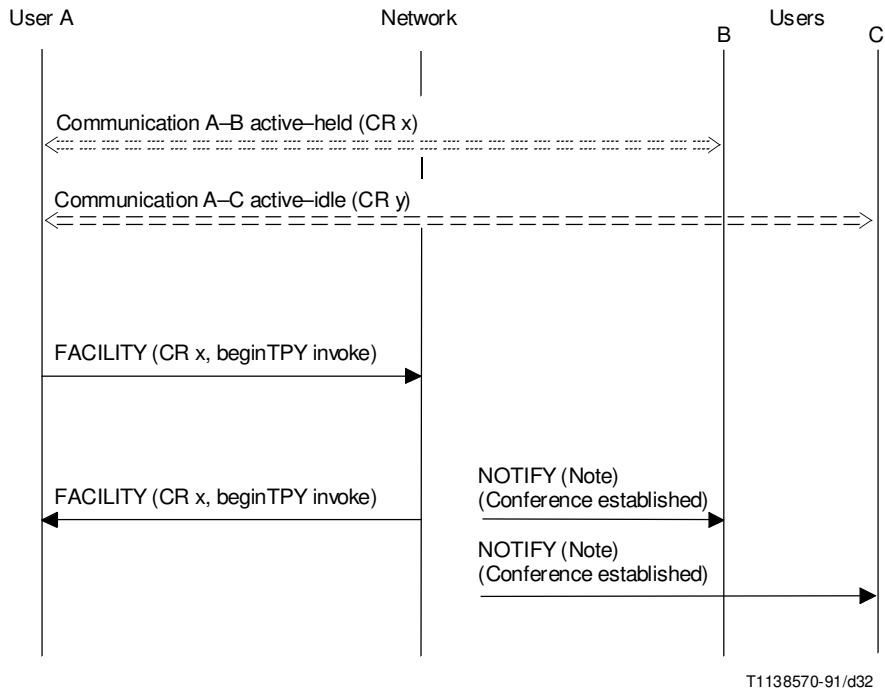 User A
Network
Users
B
C
Communication A–B active–held (CR x)
Communication A–C active–idle (CR y)
FACILITY (CR x, beginTPY invoke)
FACILITY (CR x, beginTPY invoke)
NOTIFY (Note)
(Conference established)
NOTIFY (Note)
(Conference established)
T1138570-91/d32